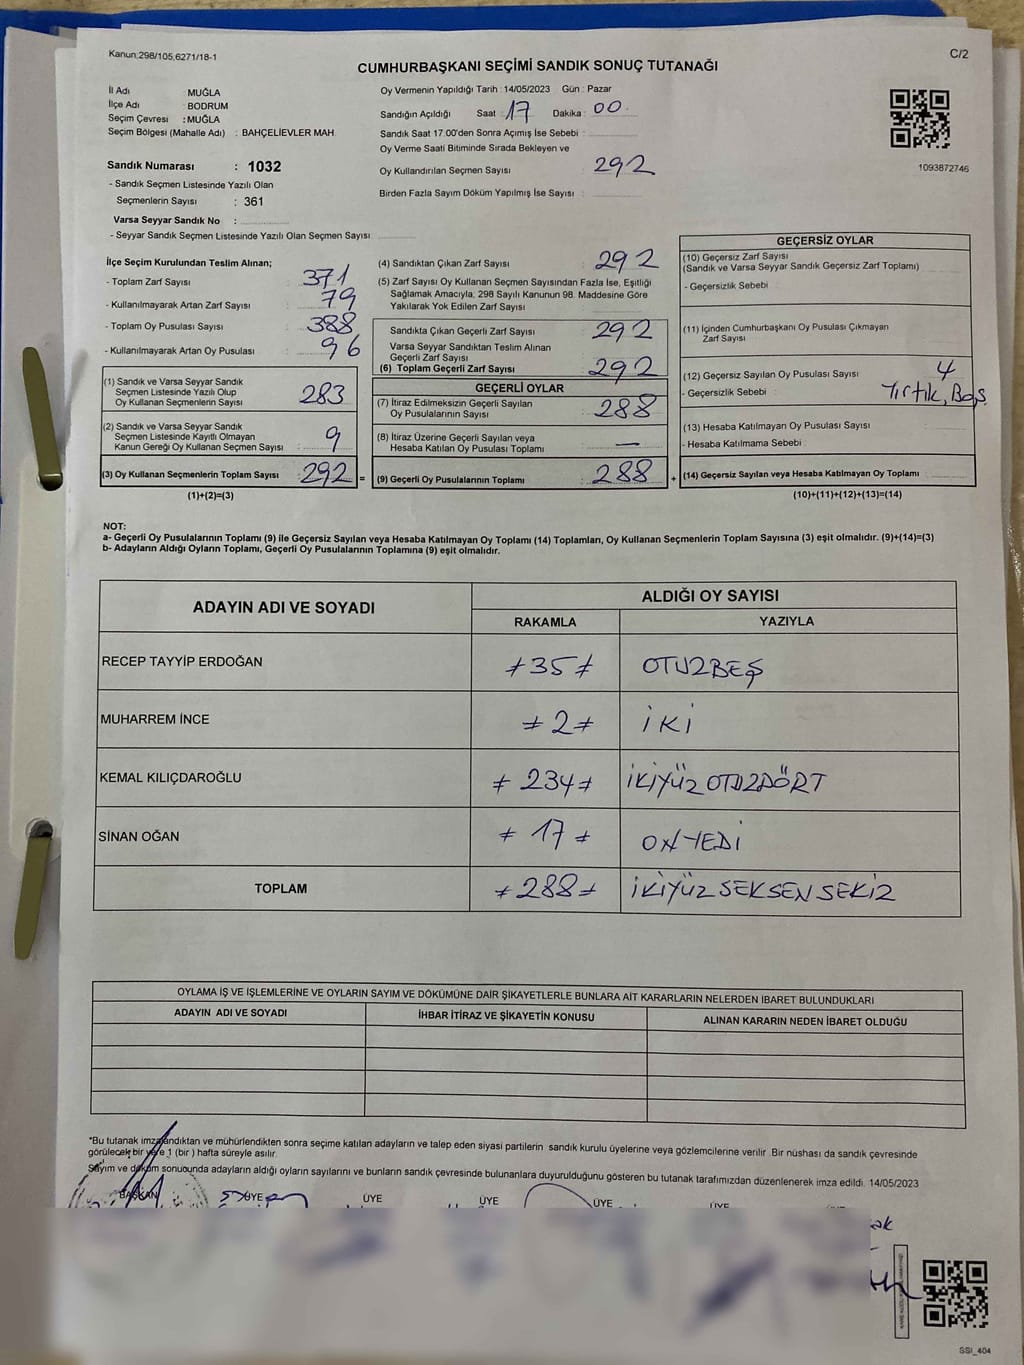 Kanun:298/105,6271/18-1
C/2
CUMHURBAŞKANI SEÇİMİ SANDIK SONUÇ TUTANAĞI
İl Adı : MUĞLA
İlçe Adı : BODRUM
Seçim Çevresi : MUĞLA
Seçim Bölgesi (Mahalle Adı) : BAHÇELİEVLER MAH.
Sandık Numarası : 1032
- Sandık Seçmen Listesinde Yazılı Olan
Seçmenlerin Sayısı : 361
Varsa Seyyar Sandık No :
- Seyyar Sandık Seçmen Listesinde Yazılı Olan Seçmen Sayısı
Oy Vermenin Yapıldığı Tarih : 14/05/2023 Gün : Pazar
Sandığın Açıldığı Saat : 17 Dakika : 00
Sandık Saat 17.00'den Sonra Açımış İse Sebebi :
Oy Verme Saati Bitiminde Sırada Bekleyen ve
Oy Kullandırılan Seçmen Sayısı : 292
Birden Fazla Sayım Döküm Yapılmış İse Sayısı :
1093872746
İlçe Seçim Kurulundan Teslim Alınan;
- Toplam Zarf Sayısı : 371
- Kullanılmayarak Artan Zarf Sayısı : 79
- Toplam Oy Pusulası Sayısı : 388
- Kullanılmayarak Artan Oy Pusulası : 96
(1) Sandık ve Varsa Seyyar Sandık
Seçmen Listesinde Yazılı Olup
Oy Kullanan Seçmenlerin Sayısı : 283
(2) Sandık ve Varsa Seyyar Sandık
Seçmen Listesinde Kayıtlı Olmayan
Kanun Gereği Oy Kullanan Seçmen Sayısı : 9
(3) Oy Kullanan Seçmenlerin Toplam Sayısı : 292 =
(1)+(2)=(3)
(4) Sandıktan Çıkan Zarf Sayısı : 292
(5) Zarf Sayısı Oy Kullanan Seçmen Sayısından Fazla İse, Eşitliği
Sağlamak Amacıyla; 298 Sayılı Kanunun 98. Maddesine Göre
Yakılarak Yok Edilen Zarf Sayısı :
Sandıkta Çıkan Geçerli Zarf Sayısı : 292
Varsa Seyyar Sandıktan Teslim Alınan
Geçerli Zarf Sayısı :
(6) Toplam Geçerli Zarf Sayısı : 292
GEÇERLİ OYLAR
(7) İtiraz Edilmeksizin Geçerli Sayılan
Oy Pusulalarının Sayısı : 288
(8) İtiraz Üzerine Geçerli Sayılan veya
Hesaba Katılan Oy Pusulası Toplamı : —
(9) Geçerli Oy Pusulalarının Toplamı : 288 +
GEÇERSİZ OYLAR
(10) Geçersiz Zarf Sayısı
(Sandık ve Varsa Seyyar Sandık Geçersiz Zarf Toplamı) :
- Geçersizlik Sebebi :
(11) İçinden Cumhurbaşkanı Oy Pusulası Çıkmayan
Zarf Sayısı :
(12) Geçersiz Sayılan Oy Pusulası Sayısı : 4
- Geçersizlik Sebebi : Yırtık, Boş
(13) Hesaba Katılmayan Oy Pusulası Sayısı :
- Hesaba Katılmama Sebebi :
(14) Geçersiz Sayılan veya Hesaba Katılmayan Oy Toplamı
(10)+(11)+(12)+(13)=(14)
NOT:
a- Geçerli Oy Pusulalarının Toplamı (9) ile Geçersiz Sayılan veya Hesaba Katılmayan Oy Toplamı (14) Toplamları, Oy Kullanan Seçmenlerin Toplam Sayısına (3) eşit olmalıdır. (9)+(14)=(3)
b- Adayların Aldığı Oyların Toplamı, Geçerli Oy Pusulalarının Toplamına (9) eşit olmalıdır.
ADAYIN ADI VE SOYADI
ALDIĞI OY SAYISI
RAKAMLA YAZIYLA
RECEP TAYYİP ERDOĞAN ≠35≠ OTUZBEŞ
MUHARREM İNCE ≠2≠ İKİ
KEMAL KILIÇDAROĞLU ≠234≠ İKİYÜZ OTUZDÖRT
SİNAN OĞAN ≠17≠ ONYEDİ
TOPLAM ≠288≠ İKİYÜZ SEKSEN SEKİZ
OYLAMA İŞ VE İŞLEMLERİNE VE OYLARIN SAYIM VE DÖKÜMÜNE DAİR ŞİKAYETLERLE BUNLARA AİT KARARLARIN NELERDEN İBARET BULUNDUKLARI
ADAYIN ADI VE SOYADI İHBAR İTİRAZ VE ŞİKAYETİN KONUSU ALINAN KARARIN NEDEN İBARET OLDUĞU
*Bu tutanak imzalandıktan ve mühürlendikten sonra seçime katılan adayların ve talep eden siyasi partilerin sandık kurulu üyelerine veya gözlemcilerine verilir. Bir nüshası da sandık çevresinde
görülecek bir yere 1 (bir ) hafta süreyle asılır.
Sayım ve döküm sonuounda adayların aldığı oyların sayılarını ve bunların sandık çevresinde bulunanlara duyurulduğunu gösteren bu tutanak tarafımızdan düzenlenerek imza edildi. 14/05/2023
BAŞKAN ÜYE ÜYE ÜYE ÜYE ÜYE
SSİ_404